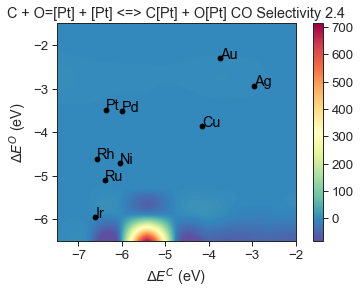 C + O=[Pt] + [Pt] <=> C[Pt] + O[Pt] CO Selectivity 2.4
ΔE^O (eV)
−2
−3
−4
−5
−6
Au
Ag
Pt
Pd
Cu
Rh
Ni
Ru
Ir
−7
−6
−5
−4
−3
−2
ΔE^C (eV)
700
600
500
400
300
200
100
0